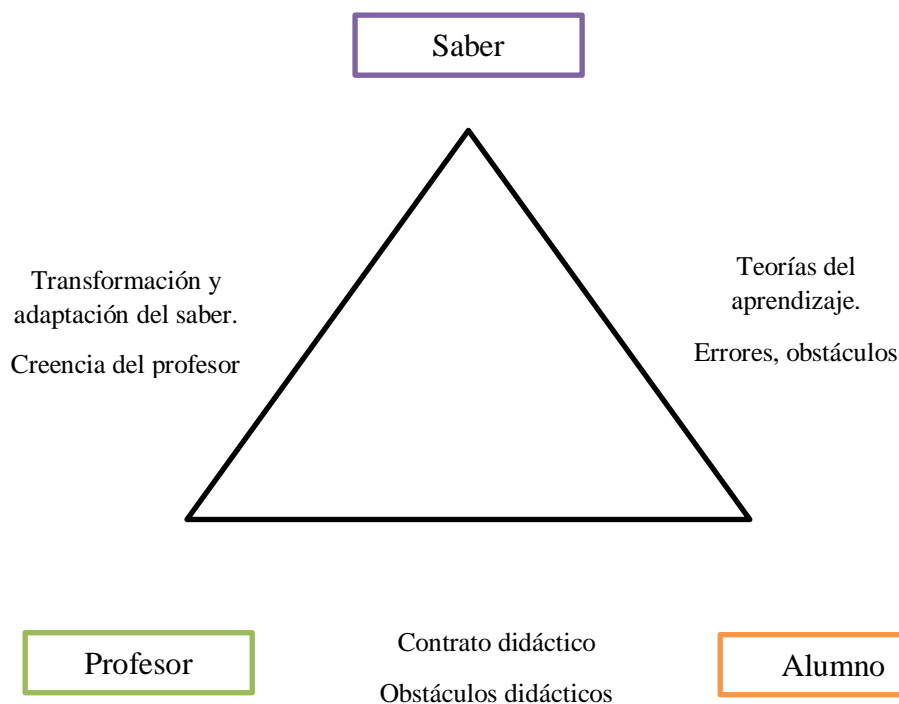 Saber
Transformación y
adaptación del saber.
Creencia del profesor
Teorías del
aprendizaje.
Errores, obstáculos
Profesor
Contrato didáctico
Obstáculos didácticos
Alumno